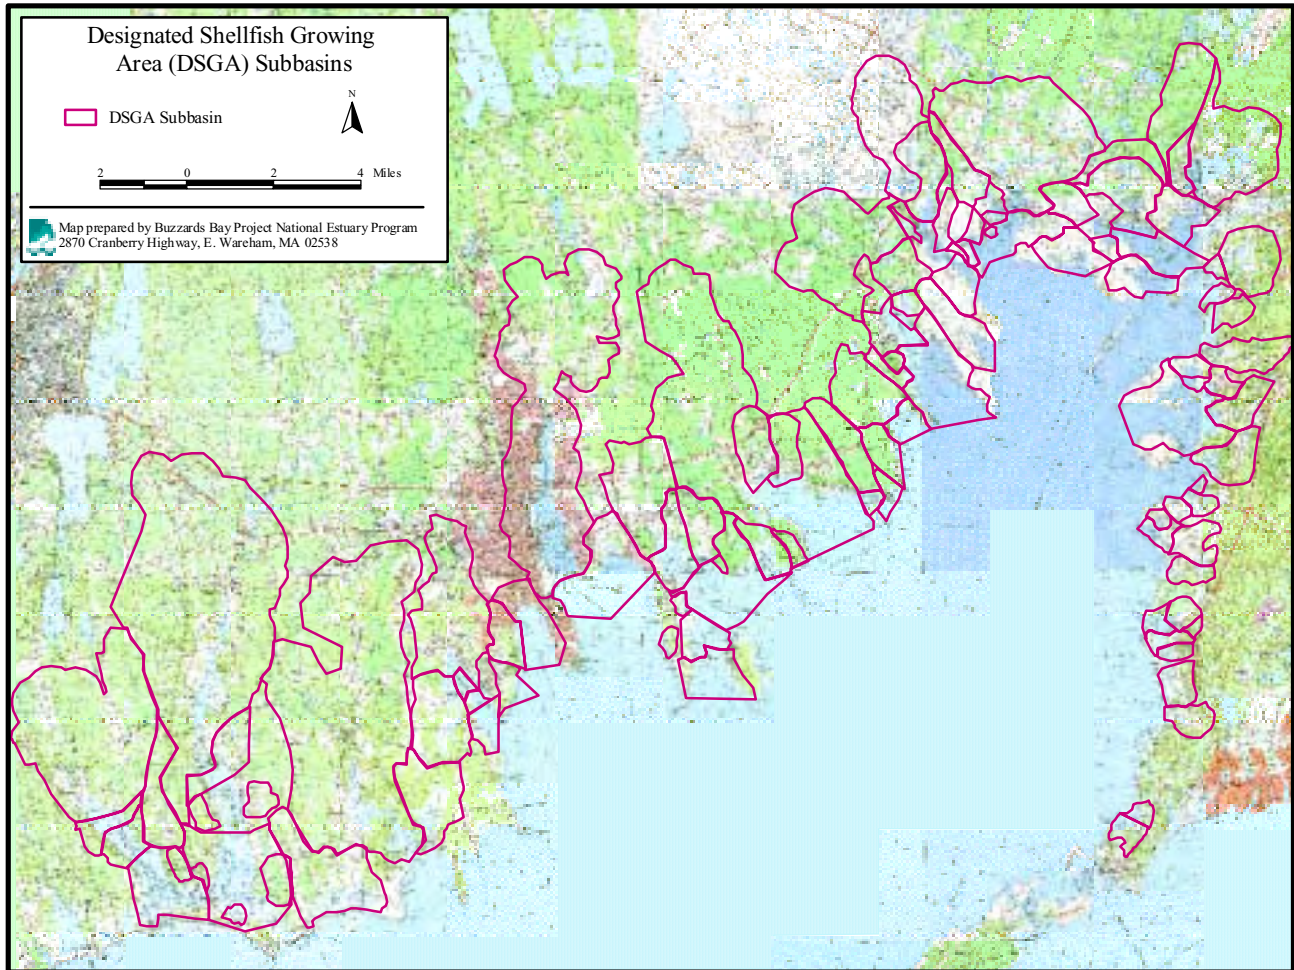 Designated Shellfish Growing
Area (DSGA) Subbasins
N
DSGA Subbasin
2 0 2 4 Miles
Map prepared by Buzzards Bay Project National Estuary Program
2870 Cranberry Highway, E. Wareham, MA 02538